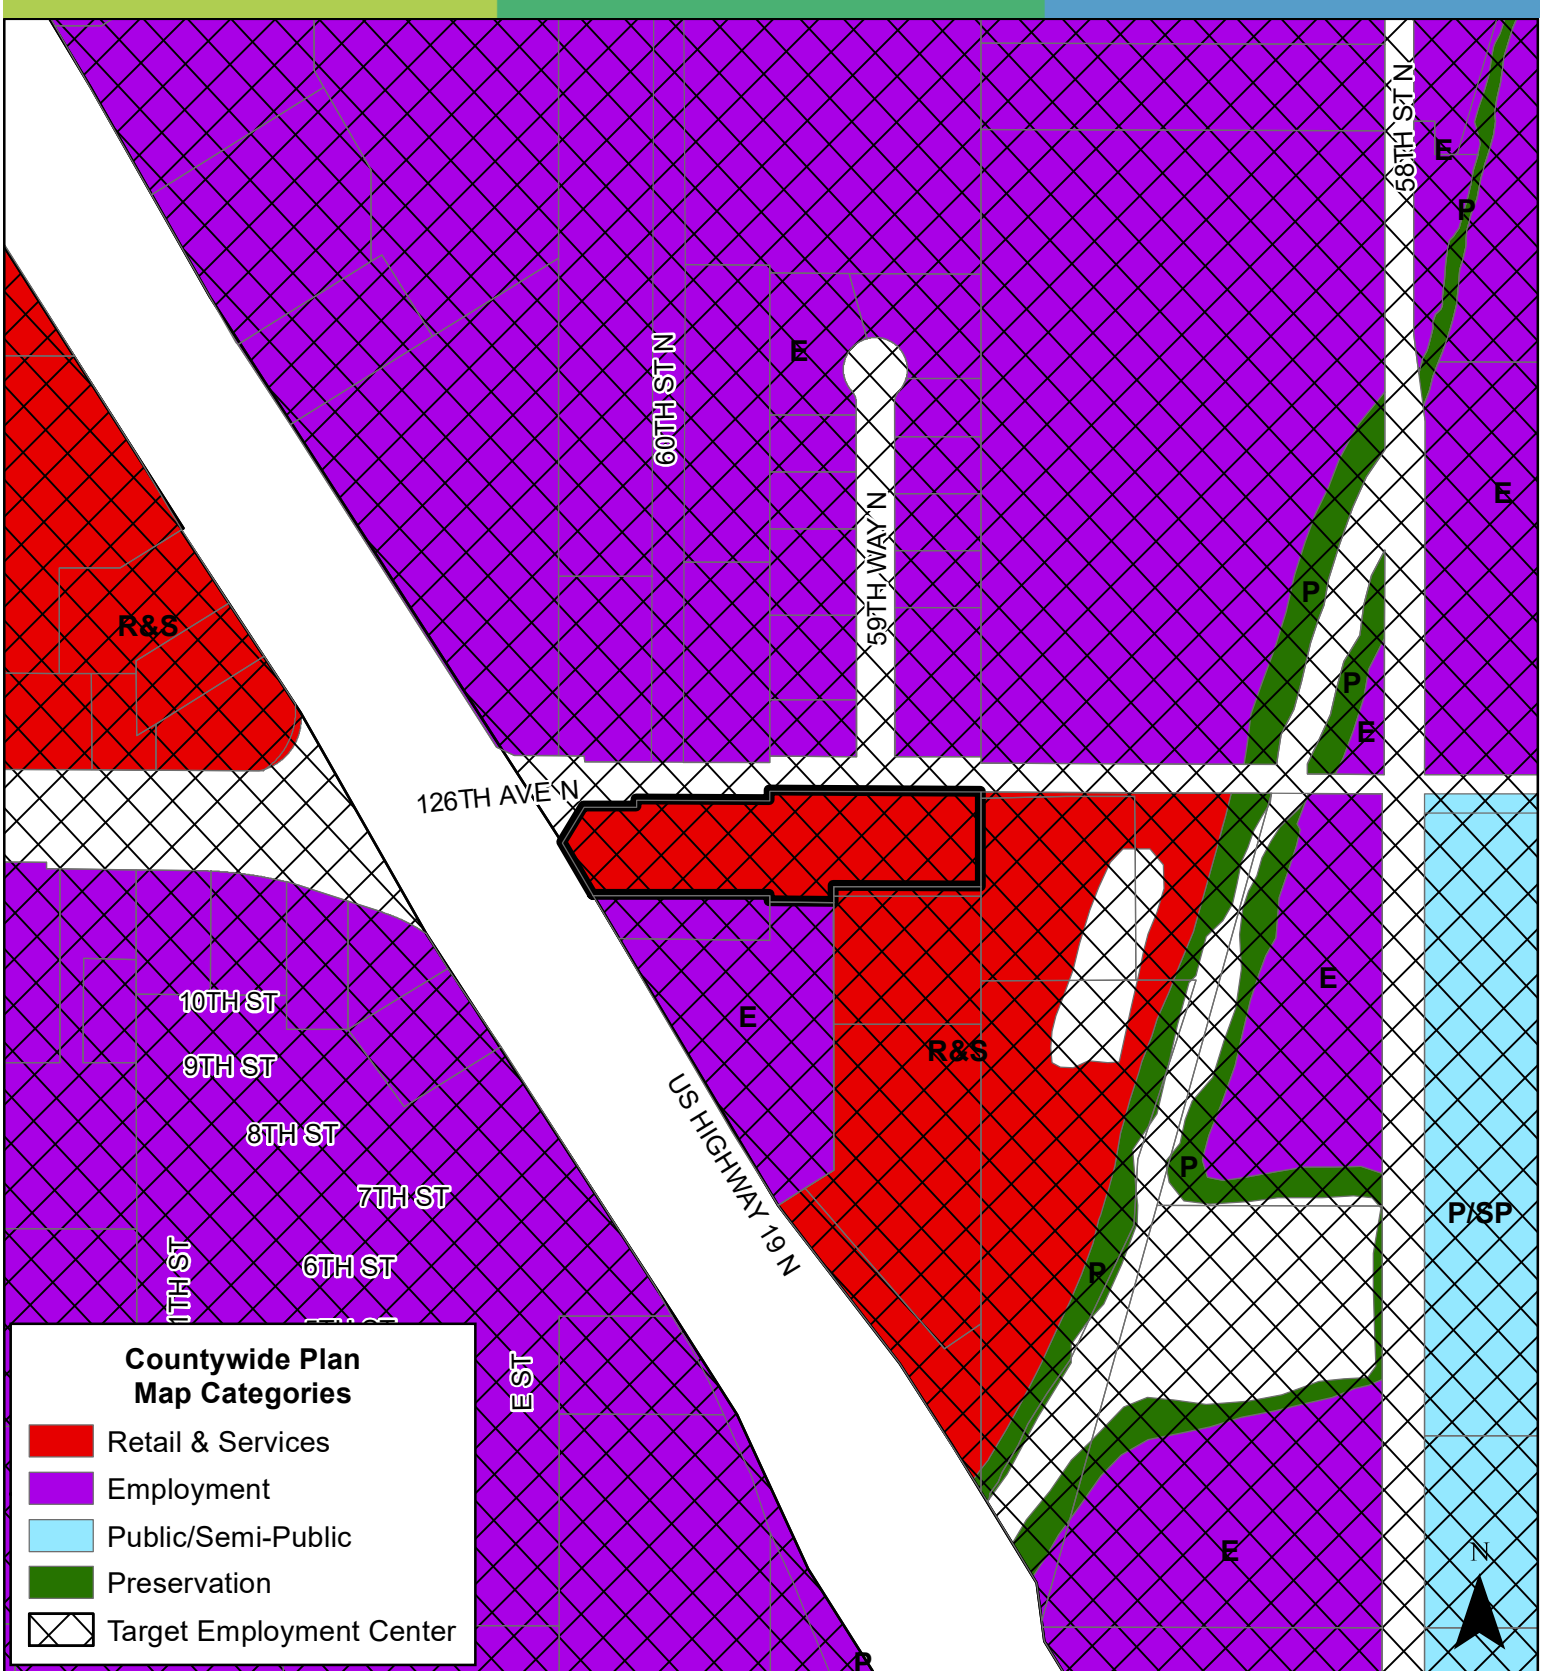 58TH ST N
E
P
60TH ST N
E
59TH WAY N
E
P
R&S
P
E
126TH AVE N
E
10TH ST
E
R&S
9TH ST
US HIGHWAY 19 N
8TH ST
P
7TH ST
P/SP
6TH ST
P
E ST
Countywide Plan
Map Categories
Retail & Services
Employment
Public/Semi-Public
Preservation
Target Employment Center
E
N